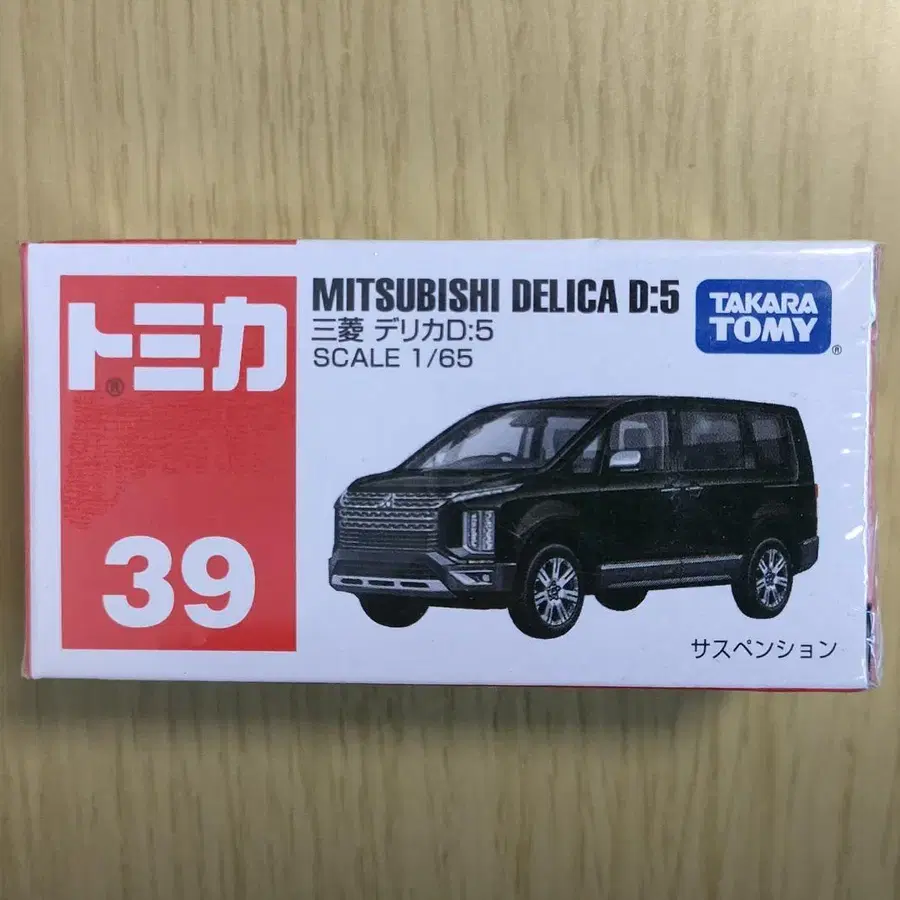 トミカ®
39
MITSUBISHI DELICA D:5
三菱 デリカD:5
SCALE 1/65
TAKARA
TOMY®
サスペンション